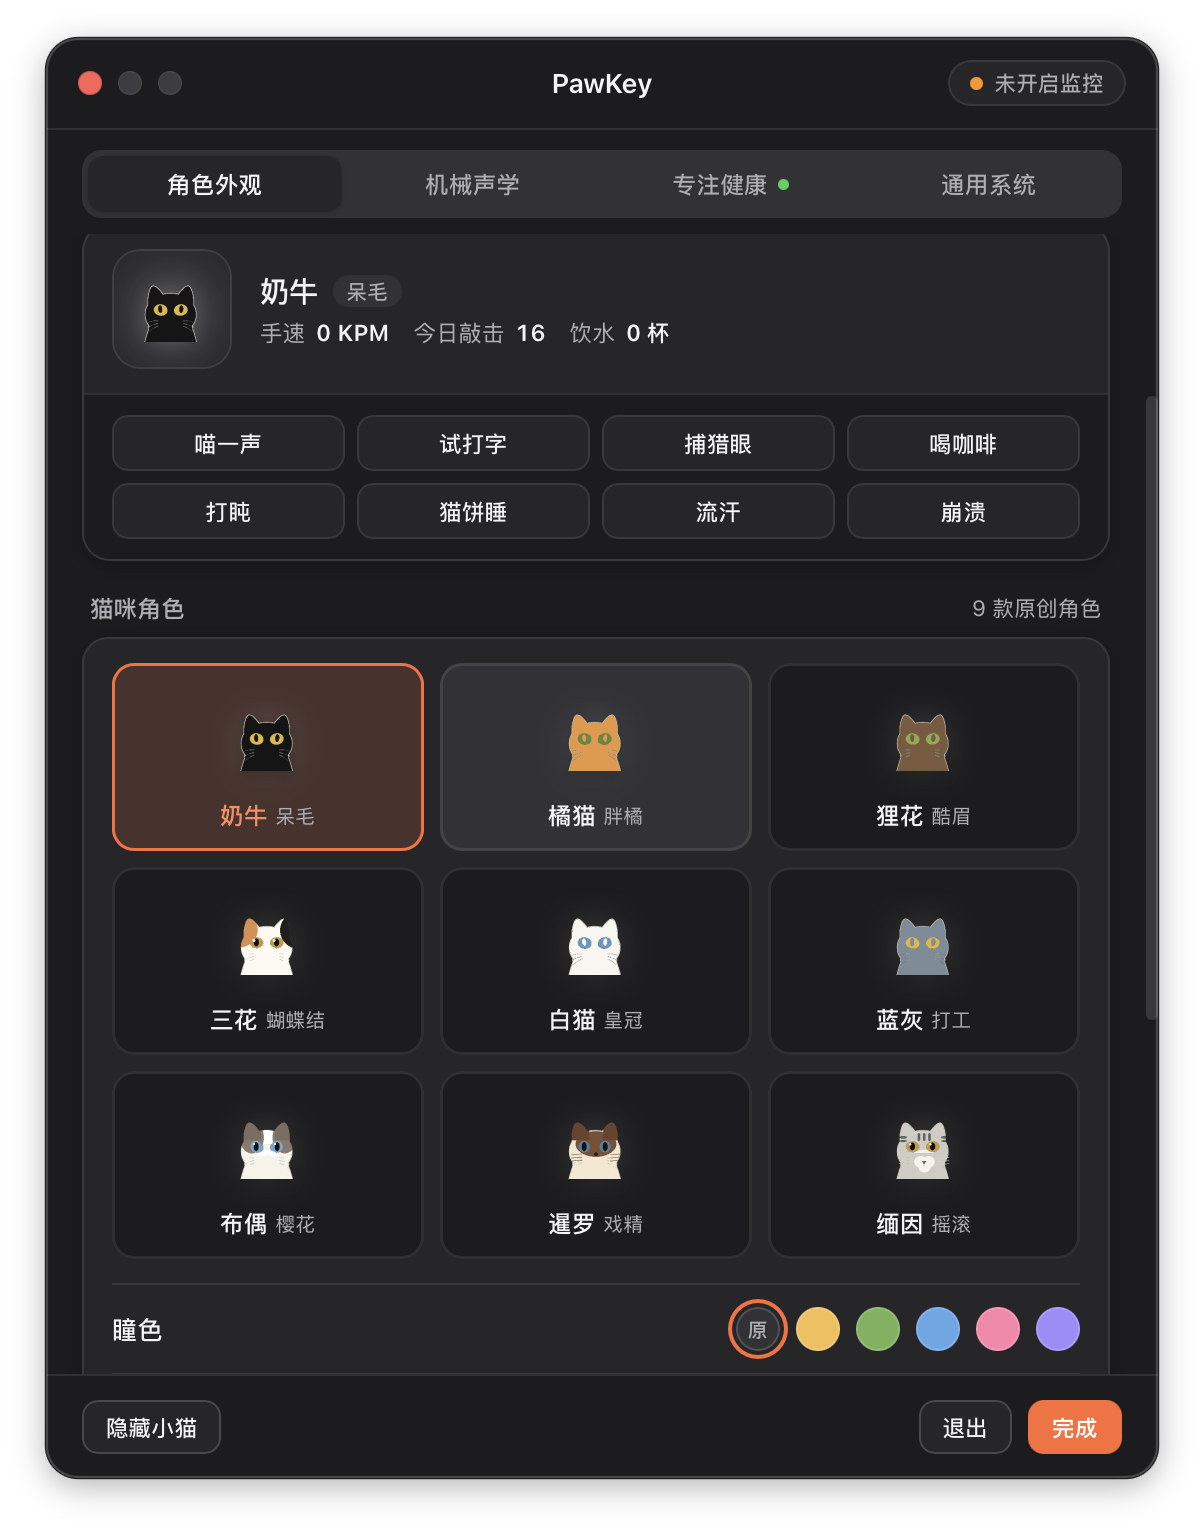 PawKey
未开启监控
角色外观 机械声学 专注健康 通用系统
奶牛 呆毛
手速 0 KPM 今日敲击 16 饮水 0 杯
喵一声 试打字 捕猎眼 喝咖啡
打盹 猫饼睡 流汗 崩溃
猫咪角色 9 款原创角色
奶牛 呆毛 橘猫 胖橘 狸花 酷眉
三花 蝴蝶结 白猫 皇冠 蓝灰 打工
布偶 樱花 暹罗 戏精 缅因 摇滚
瞳色 原
隐藏小猫 退出 完成